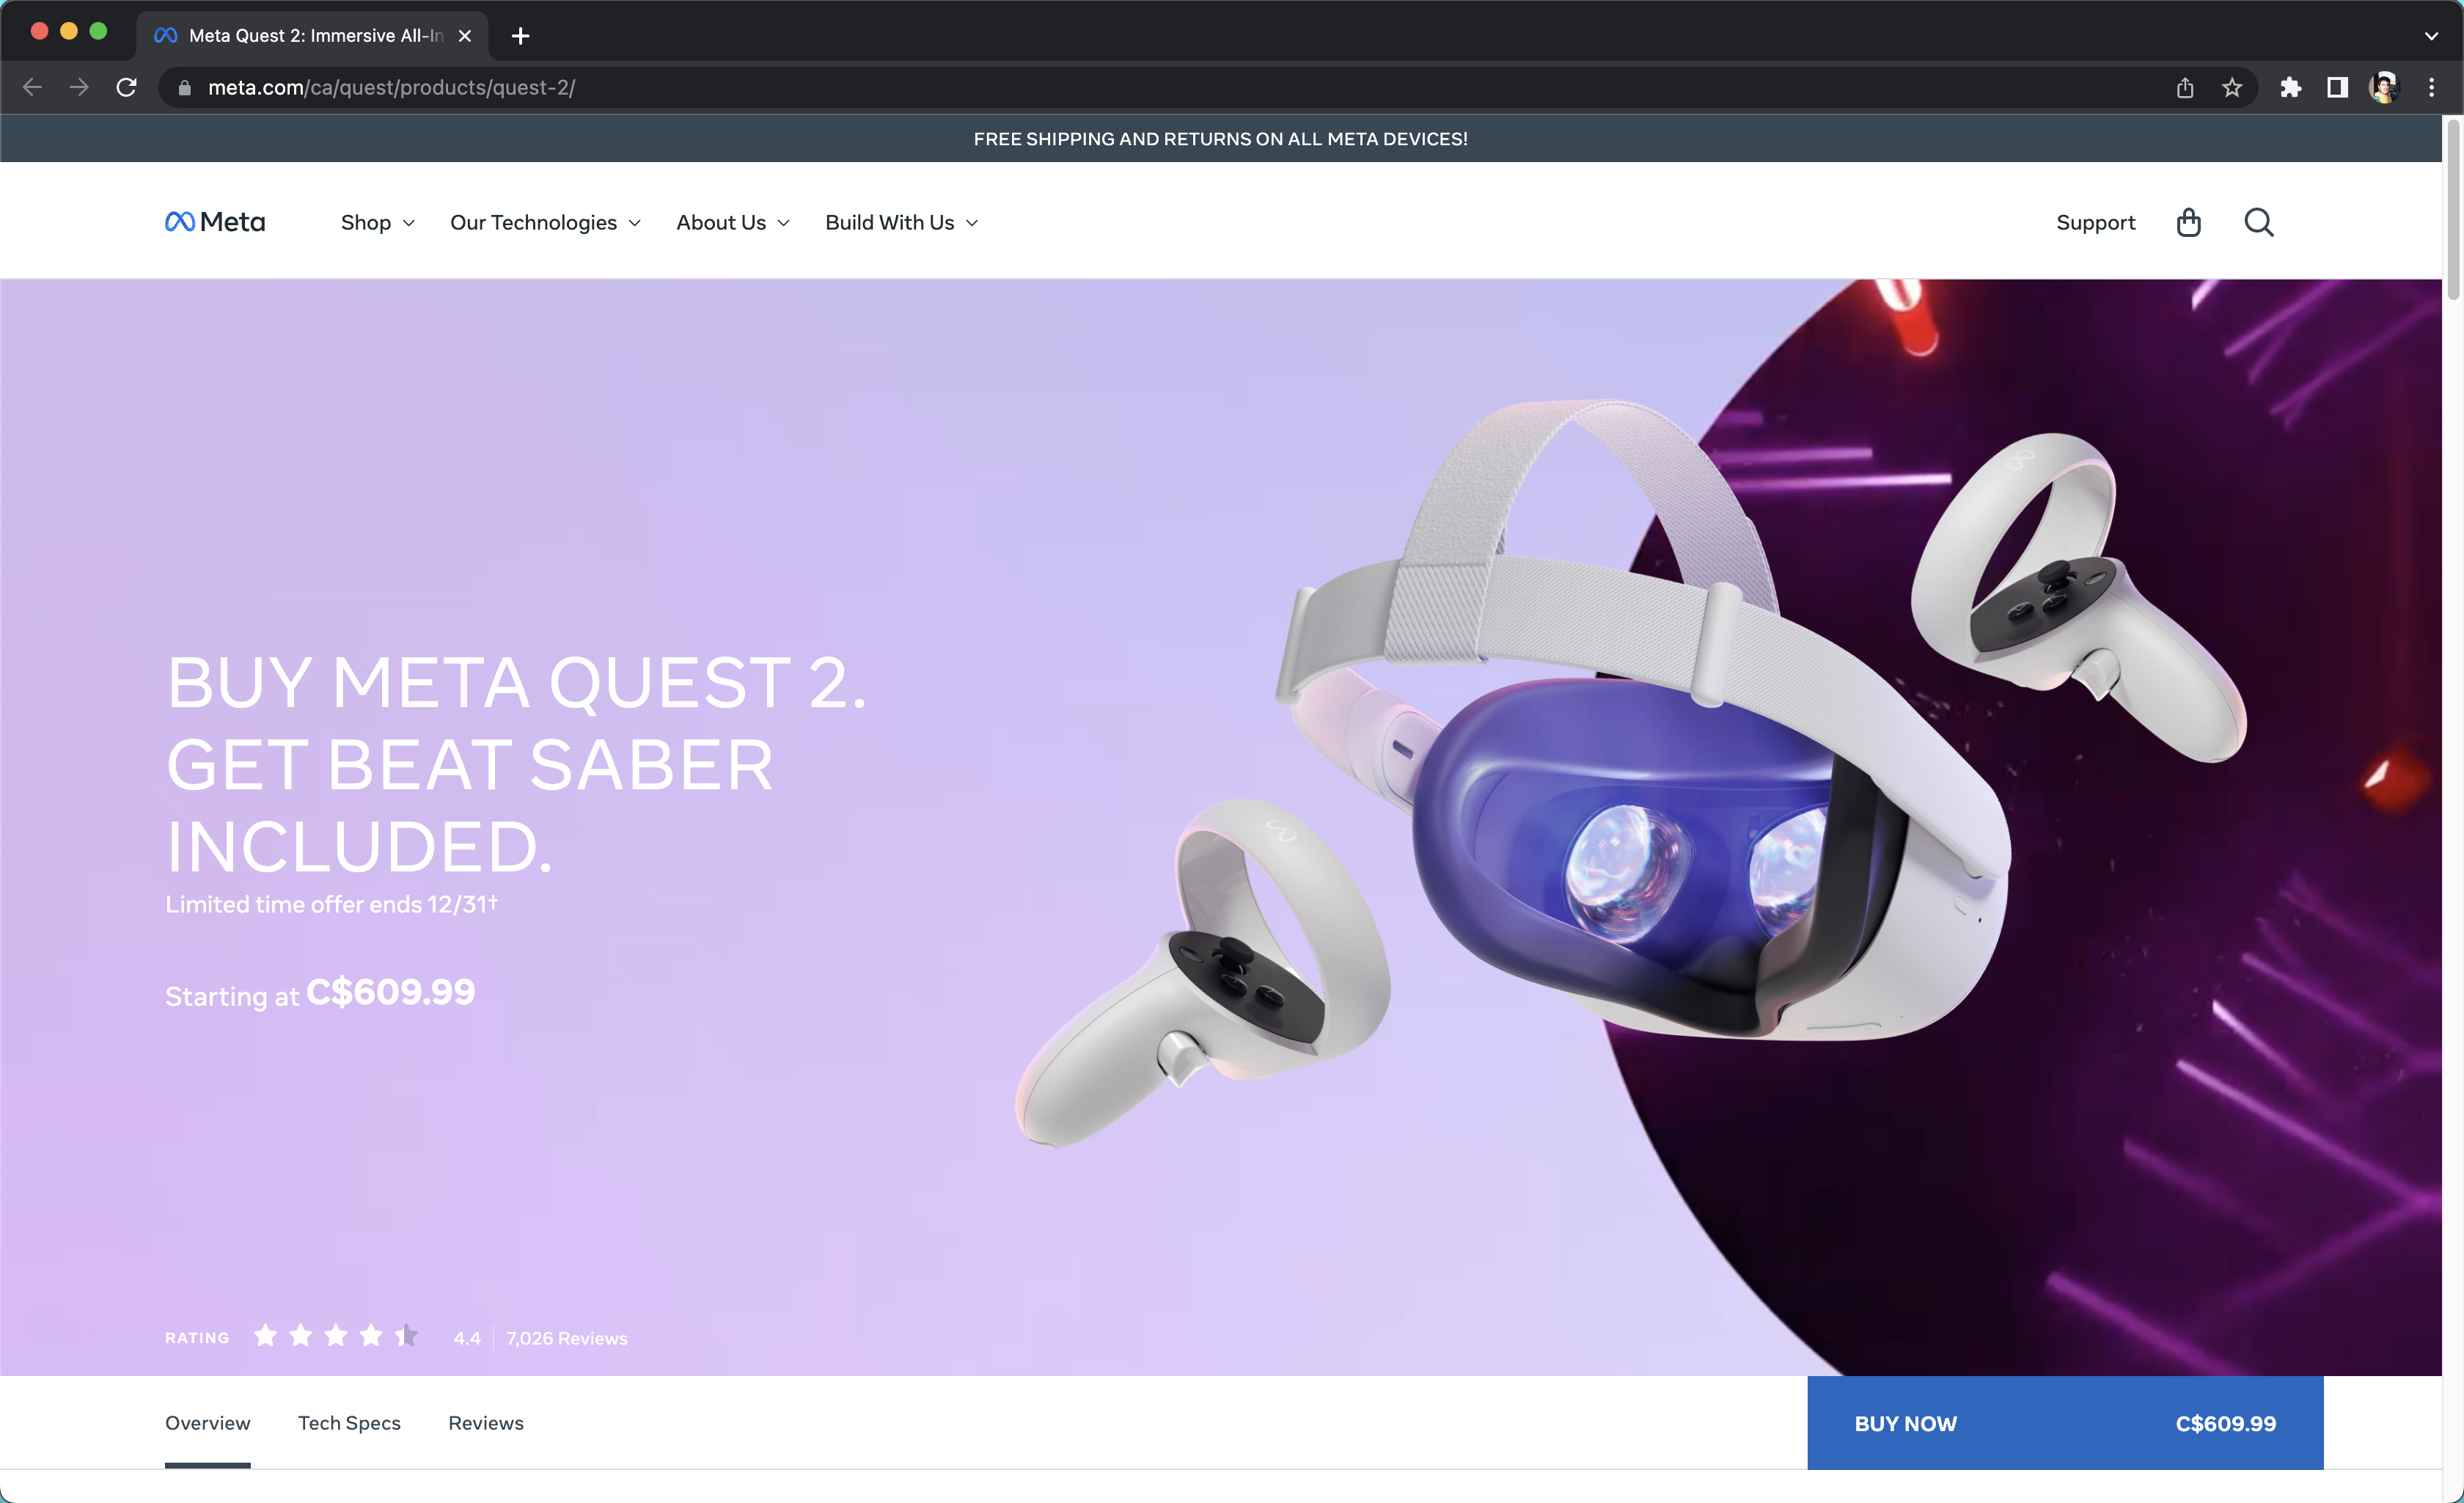 Meta Quest 2: Immersive All-In
meta.com/ca/quest/products/quest-2/
FREE SHIPPING AND RETURNS ON ALL META DEVICES!
Meta
Shop
Our Technologies
About Us
Build With Us
Support
BUY META QUEST 2.
GET BEAT SABER
INCLUDED.
Limited time offer ends 12/31†
Starting at C$609.99
RATING
4.4
7,026 Reviews
Overview
Tech Specs
Reviews
BUY NOW
C$609.99